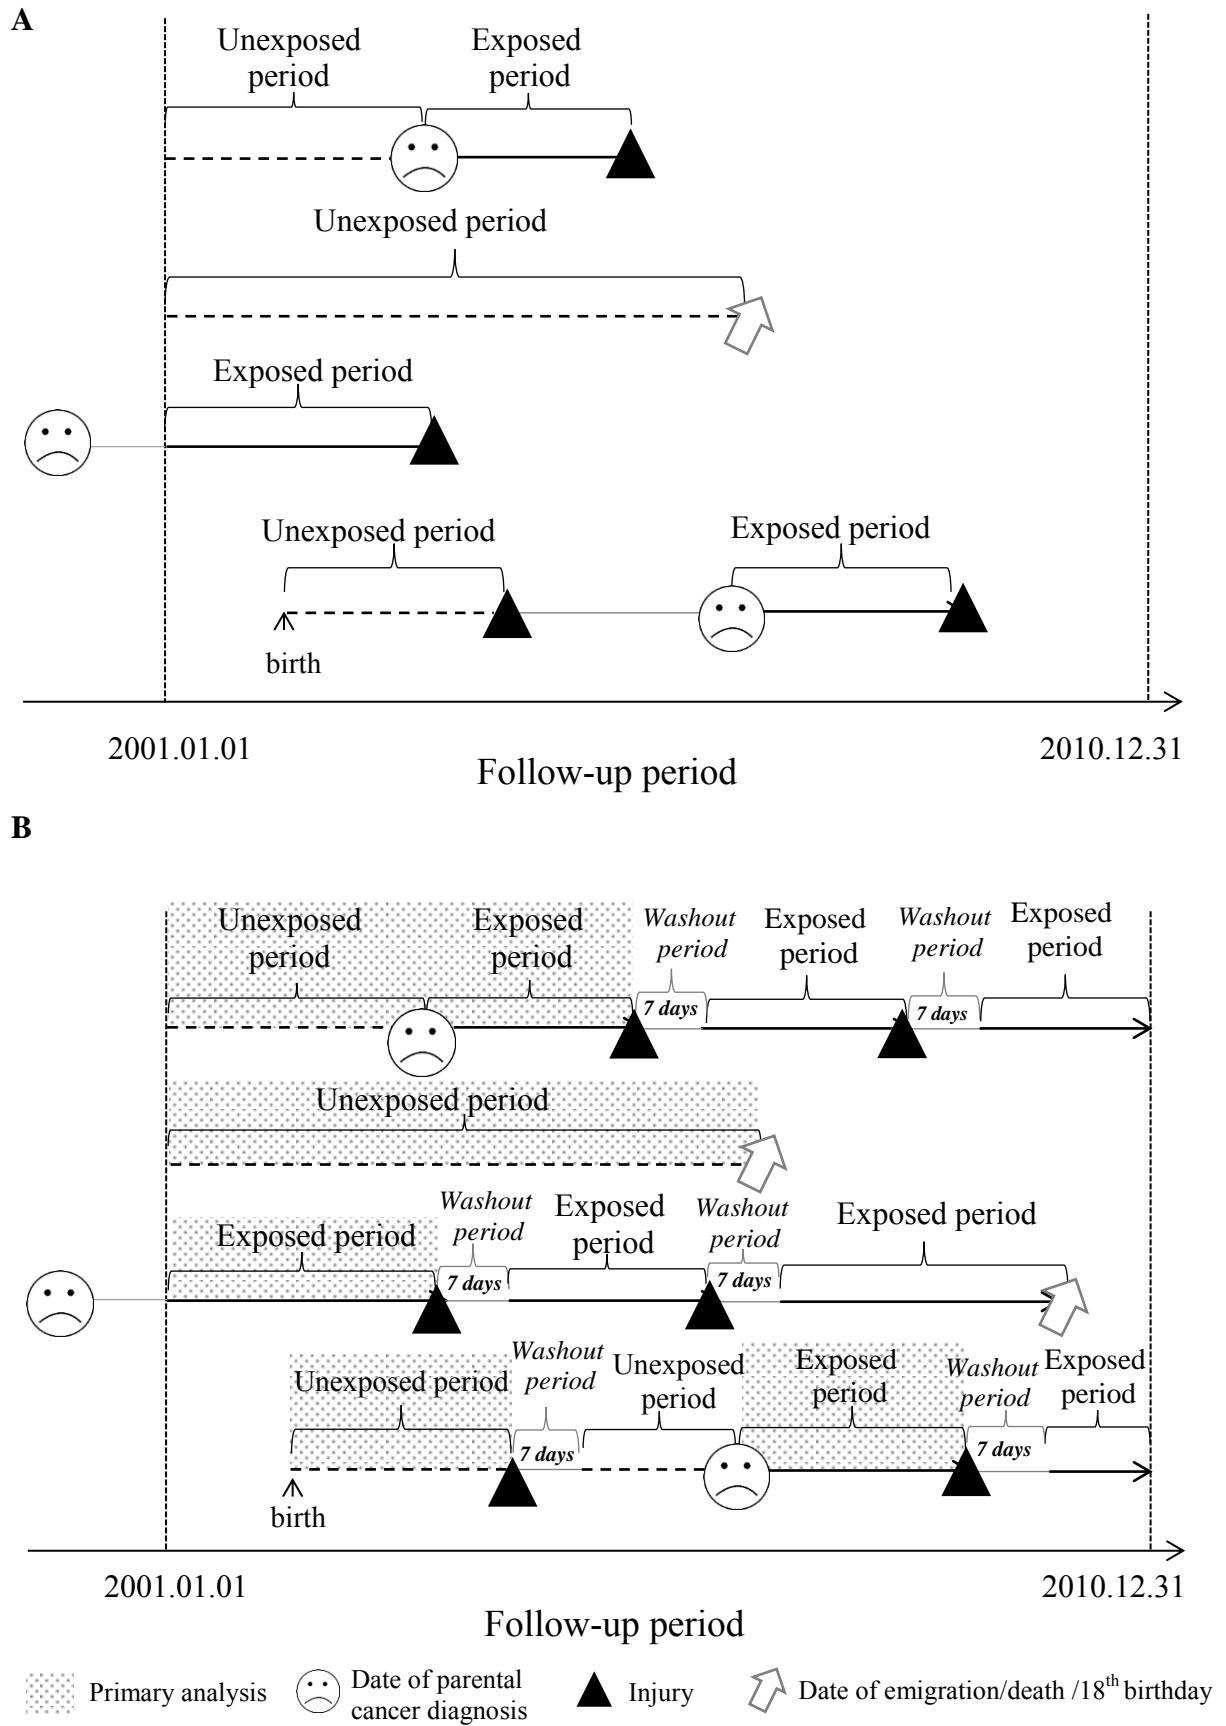 A
Unexposed
period
Exposed
period
Unexposed period
Exposed period
Unexposed period
Exposed period
birth
2001.01.01
2010.12.31
Follow-up period
B
Unexposed
period
Exposed
period
Washout
period
Exposed
period
Washout
period
Exposed
period
7 days
7 days
Unexposed period
Exposed period
Washout
period
Exposed
period
Washout
period
Exposed period
7 days
7 days
Unexposed period
Washout
period
Unexposed
period
Exposed
period
Washout
period
Exposed
period
7 days
7 days
birth
2001.01.01
2010.12.31
Follow-up period
Primary analysis
Date of parental
cancer diagnosis
Injury
Date of emigration/death /18th birthday